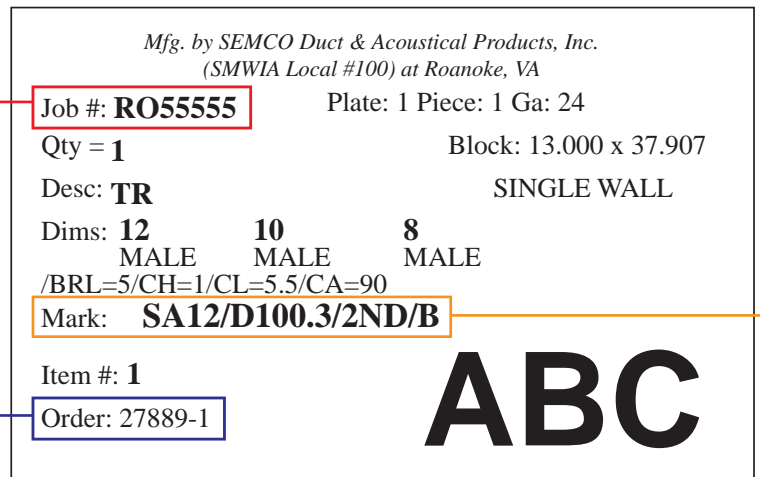 Mfg. by SEMCO Duct & Acoustical Products, Inc.
(SMWIA Local #100) at Roanoke, VA
Job #: RO55555 Plate: 1 Piece: 1 Ga: 24
Qty = 1 Block: 13.000 x 37.907
Desc: TR SINGLE WALL
Dims: 12 10 8
MALE MALE MALE
/BRL=5/CH=1/CL=5.5/CA=90
Mark: SA12/D100.3/2ND/B
Item #: 1
Order: 27889-1
ABC